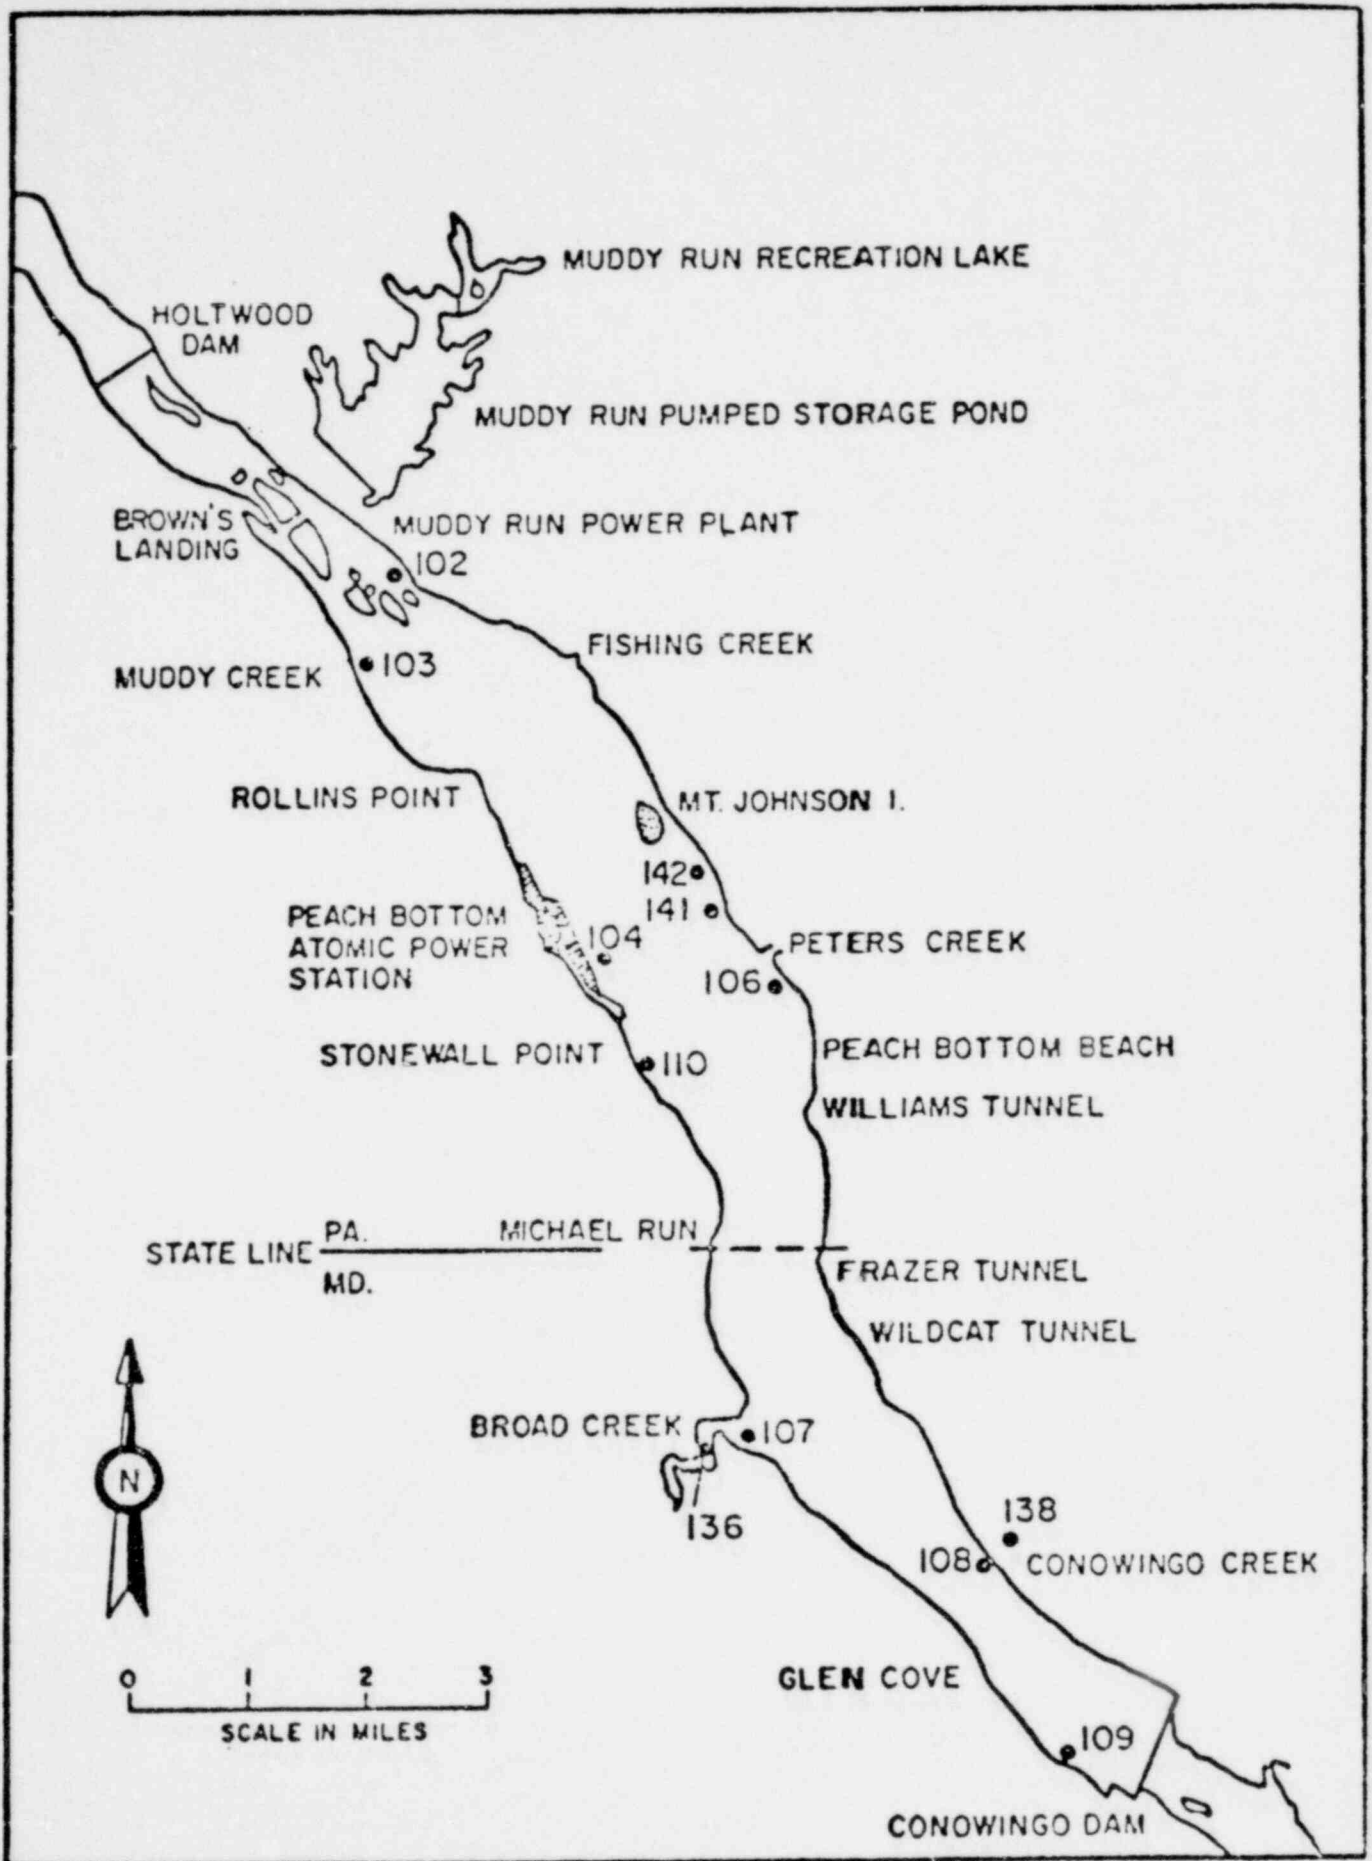 MUDDY RUN RECREATION LAKE
HOLTWOOD
DAM
MUDDY RUN PUMPED STORAGE POND
BROWN'S
LANDING
MUDDY RUN POWER PLANT
102
FISHING CREEK
103
MUDDY CREEK
ROLLINS POINT
MT. JOHNSON I.
142
141
PEACH BOTTOM
ATOMIC POWER
STATION
104
PETERS CREEK
106
STONEWALL POINT
110
PEACH BOTTOM BEACH
WILLIAMS TUNNEL
PA.
MICHAEL RUN
STATE LINE
MD.
FRAZER TUNNEL
WILDCAT TUNNEL
BROAD CREEK
107
N
136
138
108
CONOWINGO CREEK
0 1 2 3
SCALE IN MILES
GLEN COVE
109
CONOWINGO DAM